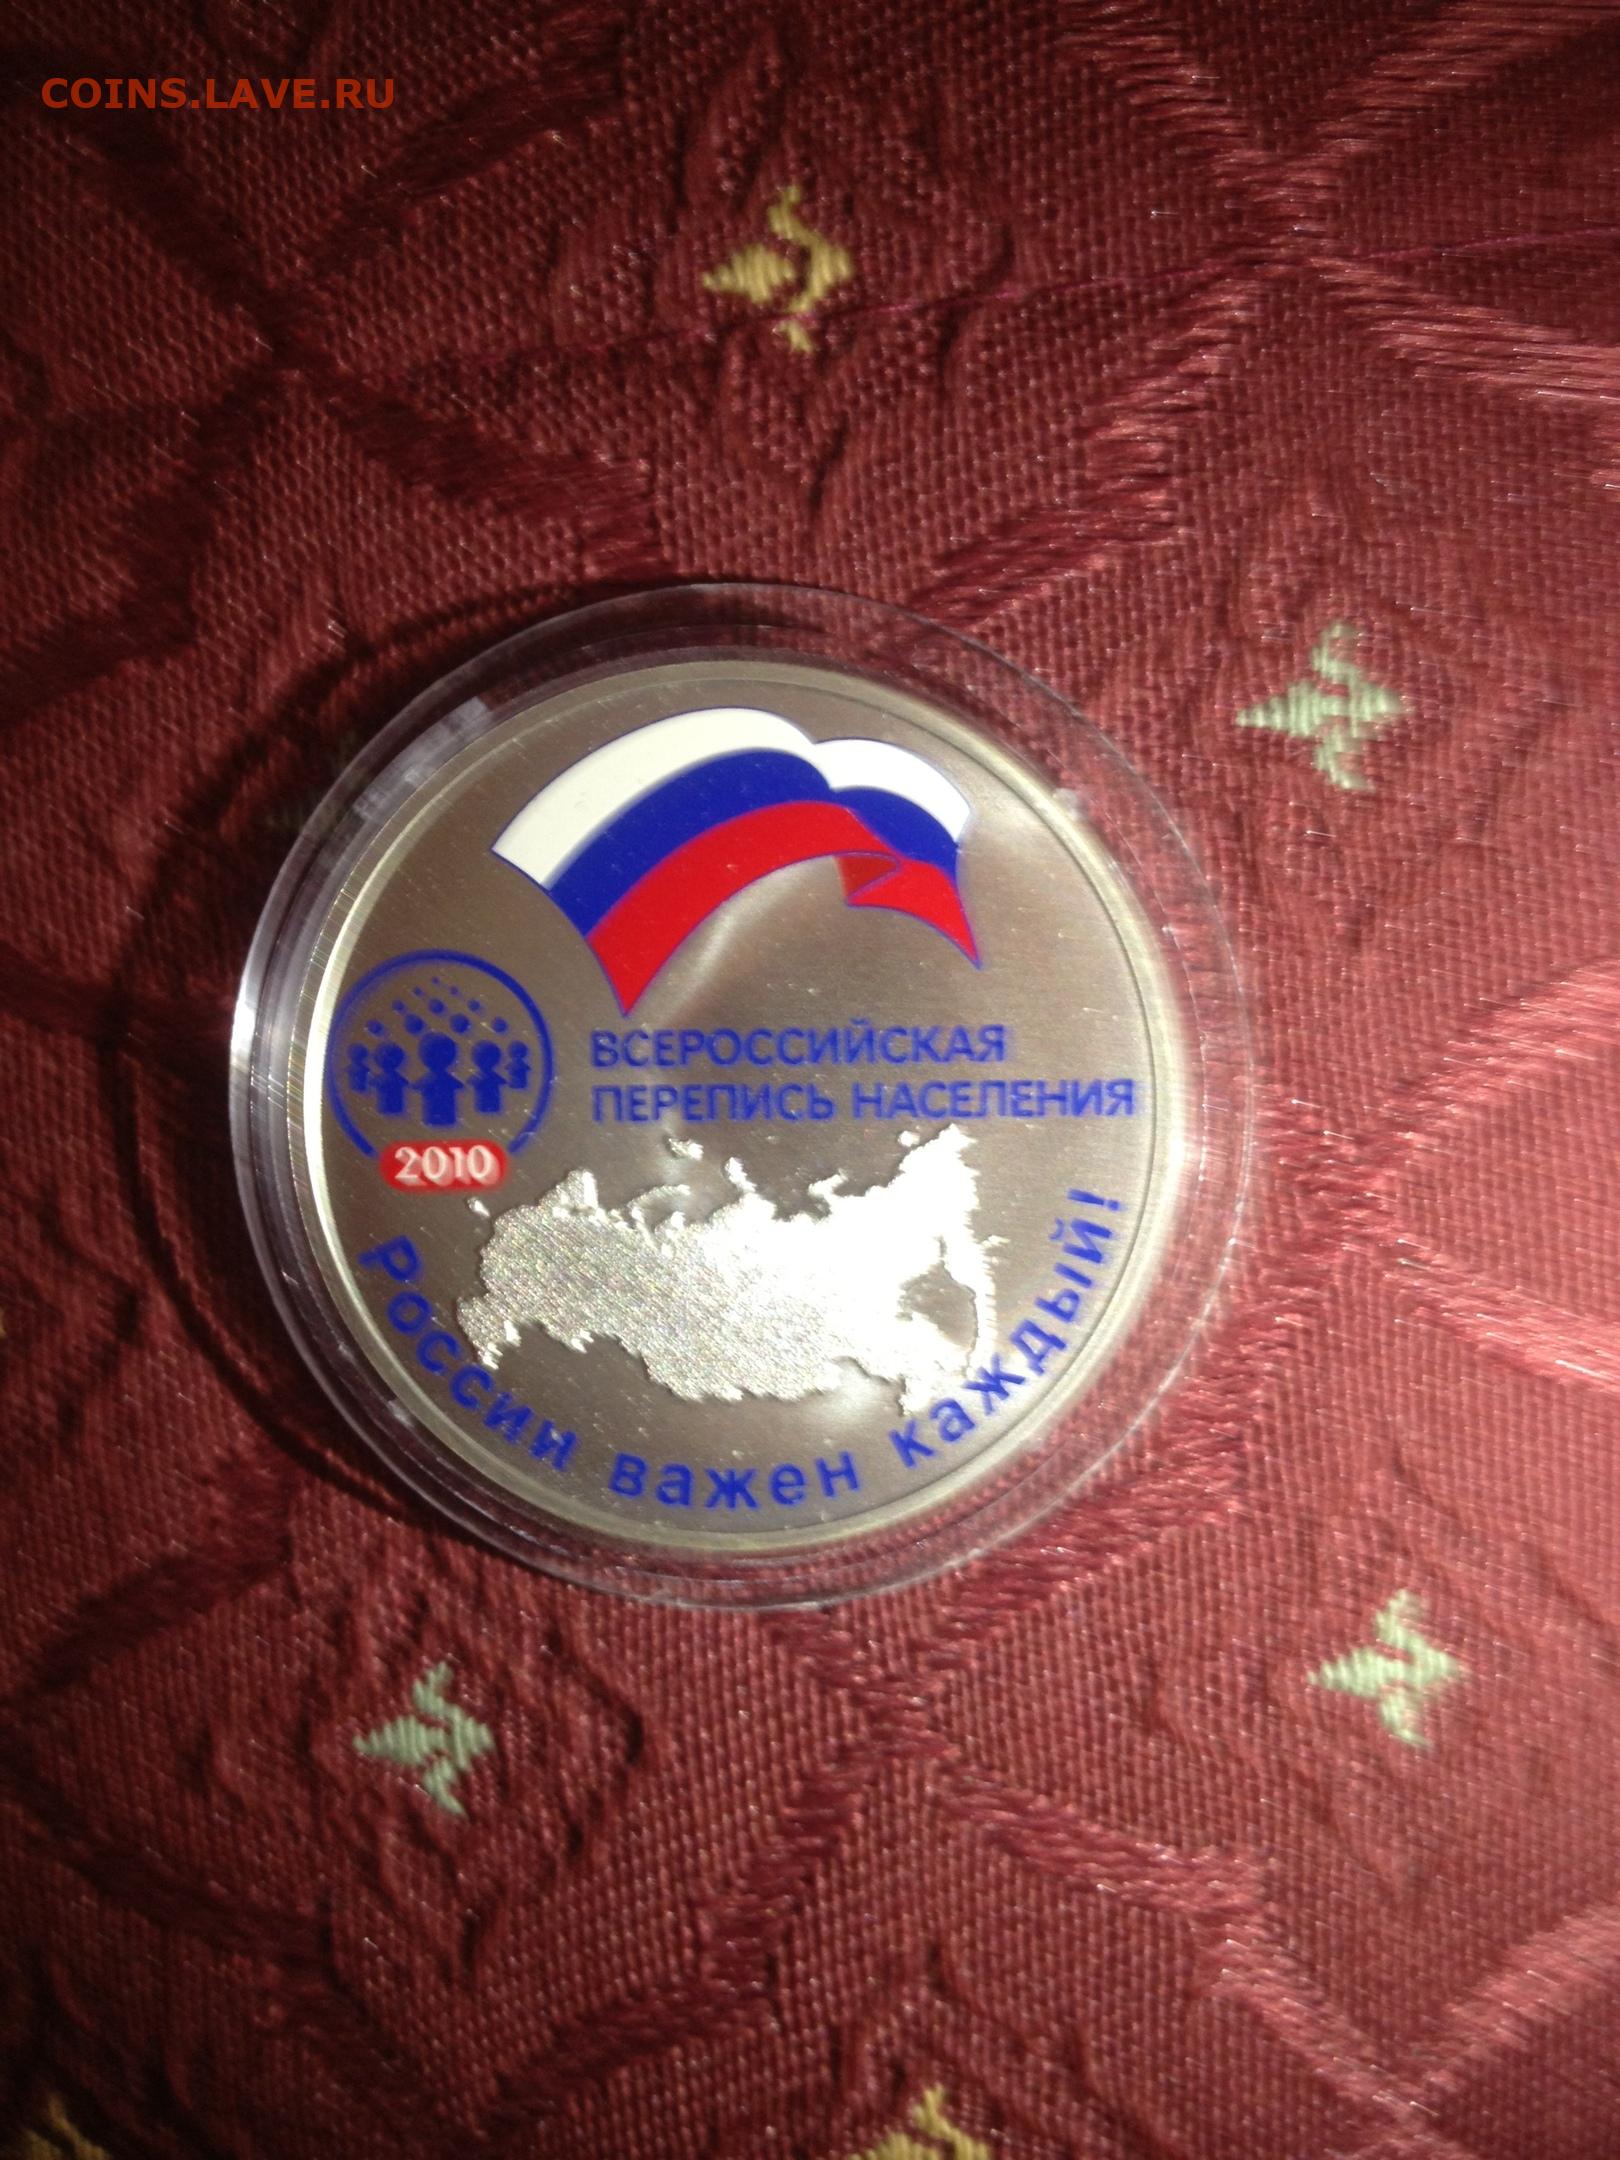 COINS.LAVE.RU
ВСЕРОССИЙСКАЯ
ПЕРЕПИСЬ НАСЕЛЕНИЯ
2010
России важен каждый!